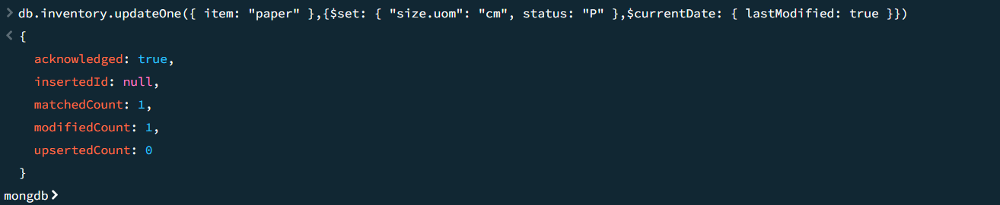 > db.inventory.updateOne({ item: "paper" },{$set: { "size.uom": "cm", status: "P" },$currentDate: { lastModified: true }})
< {
    acknowledged: true,
    insertedId: null,
    matchedCount: 1,
    modifiedCount: 1,
    upsertedCount: 0
  }
mongdb>